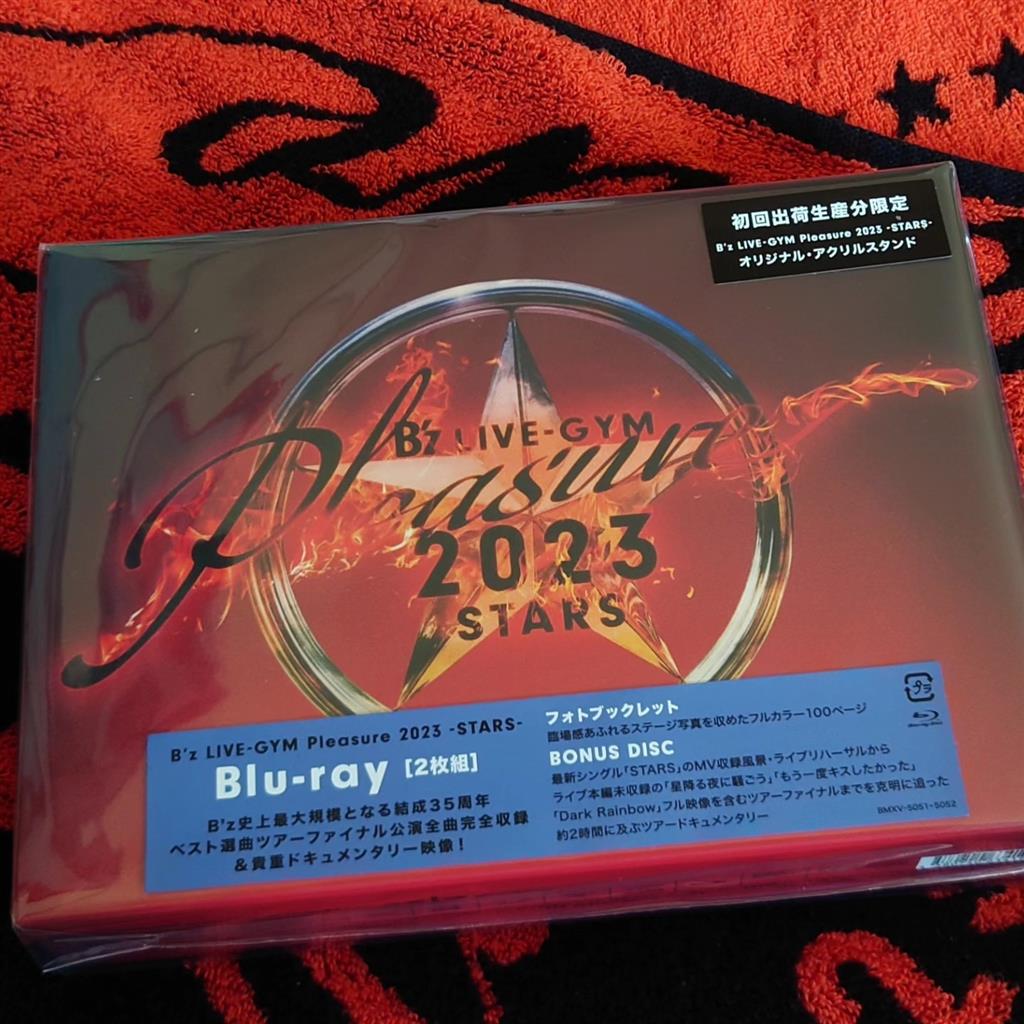 初回出荷生産分限定
B'z LIVE-GYM Pleasure 2023 -STARS-
オリジナル・アクリルスタンド
B'z LIVE-GYM
Pleasure
2023
STARS
B'z LIVE-GYM Pleasure 2023 -STARS-
Blu-ray [2枚組]
B'z史上最大規模となる結成35周年
ベスト選曲ツアーファイナル公演全曲完全収録
&貴重ドキュメンタリー映像!
フォトブックレット
臨場感あふれるステージ写真を収めたフルカラー100ページ
BONUS DISC
最新シングル「STARS」のMV収録風景・ライブリハーサルから
ライブ本編未収録の「星降る夜に騒ごう」「もう一度キスしたかった」
「Dark Rainbow」フル映像を含むツアーファイナルまでを克明に追った
約2時間に及ぶツアードキュメンタリー
プラ
Blu-ray Disc
BMXV-5051~5052